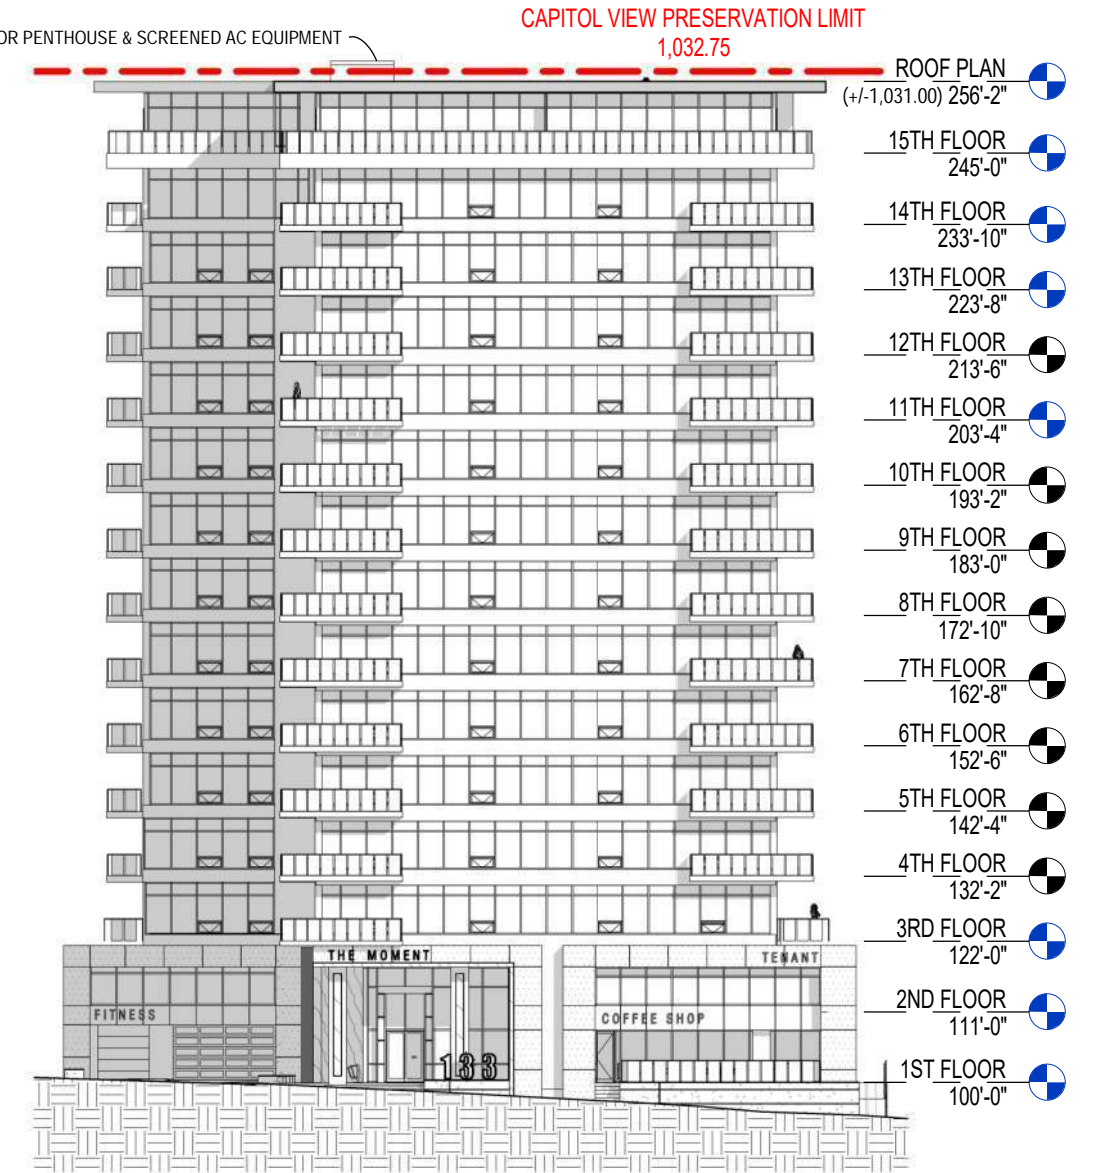 CAPITOL VIEW PRESERVATION LIMIT
1,032.75
OR PENTHOUSE & SCREENED AC EQUIPMENT
ROOF PLAN
(+/-1,031.00) 256'-2"
15TH FLOOR
245'-0"
14TH FLOOR
233'-10"
13TH FLOOR
223'-8"
12TH FLOOR
213'-6"
11TH FLOOR
203'-4"
10TH FLOOR
193'-2"
9TH FLOOR
183'-0"
8TH FLOOR
172'-10"
7TH FLOOR
162'-8"
6TH FLOOR
152'-6"
5TH FLOOR
142'-4"
4TH FLOOR
132'-2"
3RD FLOOR
122'-0"
THE MOMENT
TENANT
2ND FLOOR
111'-0"
FITNESS
COFFEE SHOP
133
1ST FLOOR
100'-0"